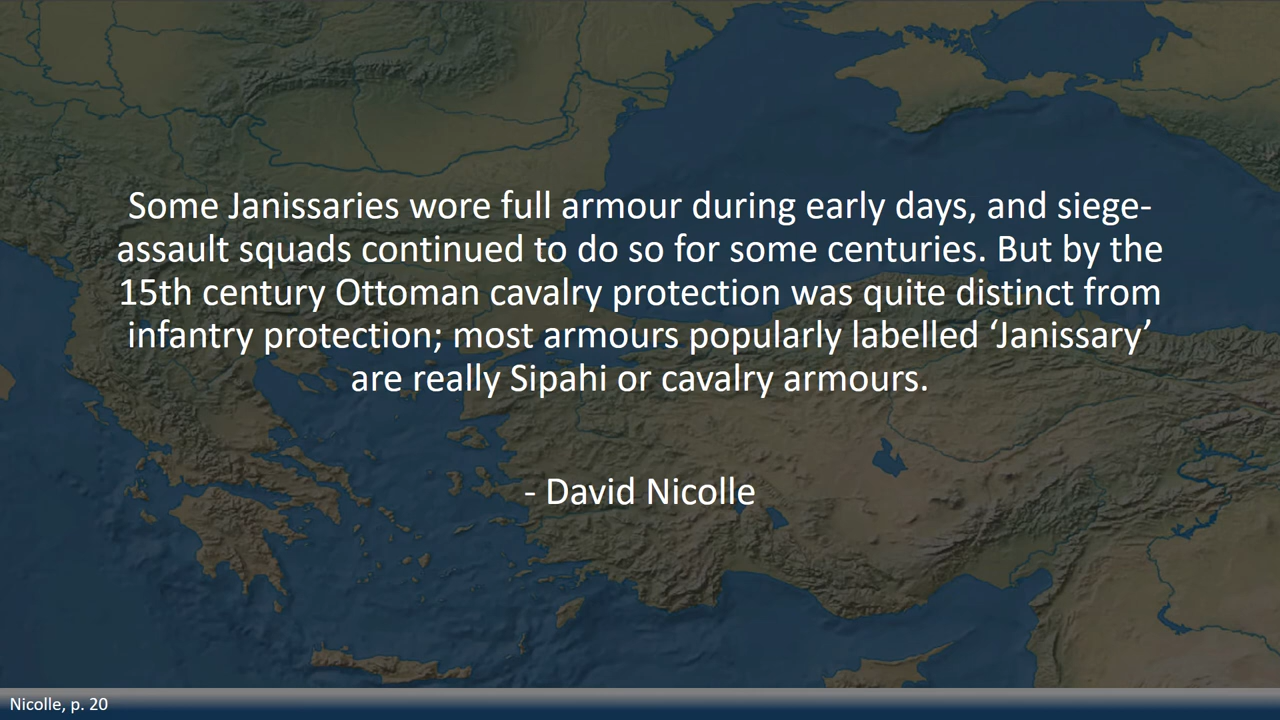 Some Janissaries wore full armour during early days, and siege-
assault squads continued to do so for some centuries. But by the
15th century Ottoman cavalry protection was quite distinct from
infantry protection; most armours popularly labelled ‘Janissary’
are really Sipahi or cavalry armours.
- David Nicolle
Nicolle, p. 20